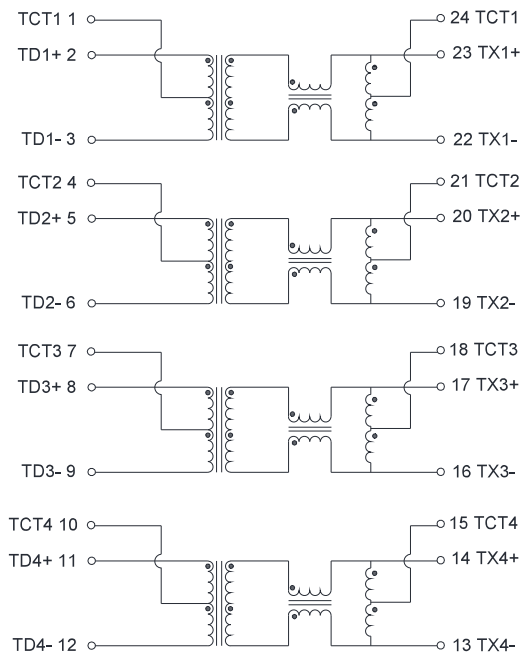 TCT1 1
24 TCT1
TD1+ 2
23 TX1+
TD1- 3
22 TX1-
TCT2 4
21 TCT2
TD2+ 5
20 TX2+
TD2- 6
19 TX2-
TCT3 7
18 TCT3
TD3+ 8
17 TX3+
TD3- 9
16 TX3-
TCT4 10
15 TCT4
TD4+ 11
14 TX4+
TD4- 12
13 TX4-